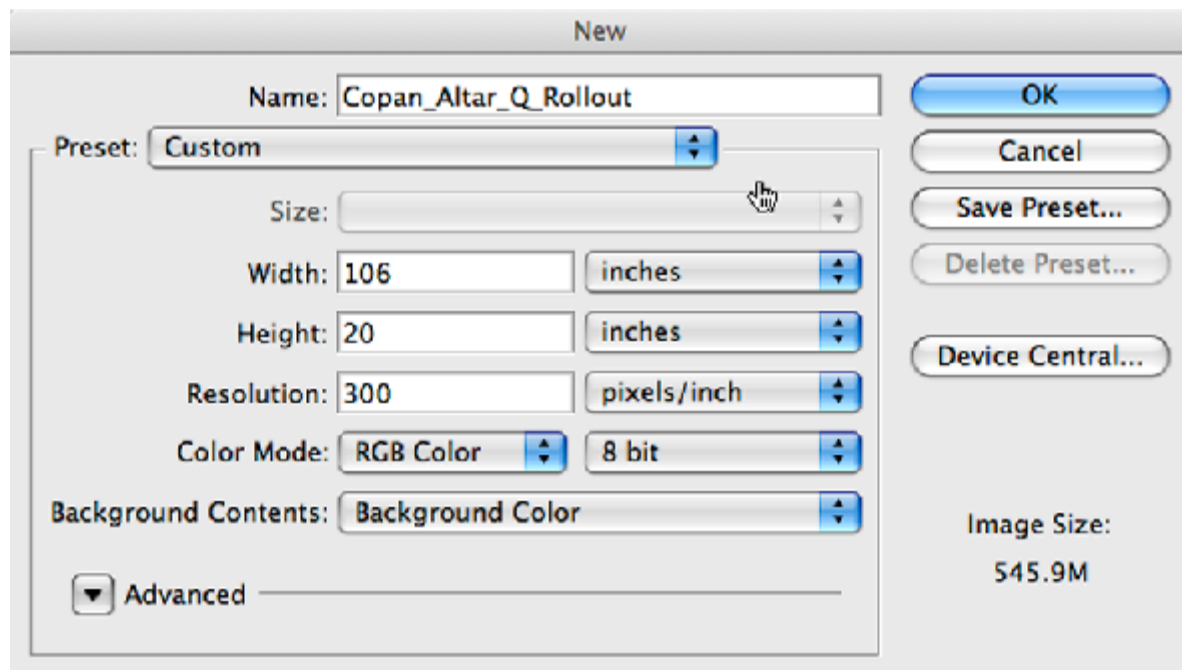 New
Name: Copan_Altar_Q_Rollout
OK
Preset: Custom
Cancel
Size:
Save Preset...
Width: 106 inches
Delete Preset...
Height: 20 inches
Device Central...
Resolution: 300 pixels/inch
Color Mode: RGB Color 8 bit
Background Contents: Background Color
Image Size:
545.9M
Advanced